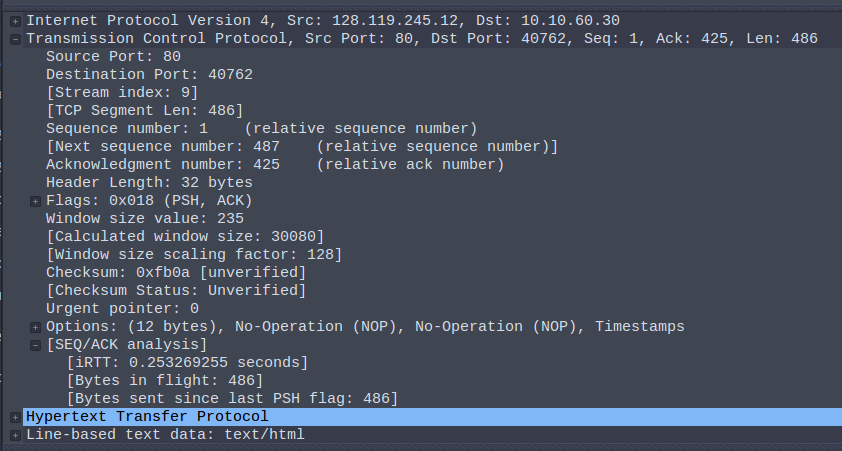 Internet Protocol Version 4, Src: 128.119.245.12, Dst: 10.10.60.30
Transmission Control Protocol, Src Port: 80, Dst Port: 40762, Seq: 1, Ack: 425, Len: 486
Source Port: 80
Destination Port: 40762
[Stream index: 9]
[TCP Segment Len: 486]
Sequence number: 1    (relative sequence number)
[Next sequence number: 487    (relative sequence number)]
Acknowledgment number: 425    (relative ack number)
Header Length: 32 bytes
Flags: 0x018 (PSH, ACK)
Window size value: 235
[Calculated window size: 30080]
[Window size scaling factor: 128]
Checksum: 0xfb0a [unverified]
[Checksum Status: Unverified]
Urgent pointer: 0
Options: (12 bytes), No-Operation (NOP), No-Operation (NOP), Timestamps
[SEQ/ACK analysis]
[iRTT: 0.253269255 seconds]
[Bytes in flight: 486]
[Bytes sent since last PSH flag: 486]
Hypertext Transfer Protocol
Line-based text data: text/html